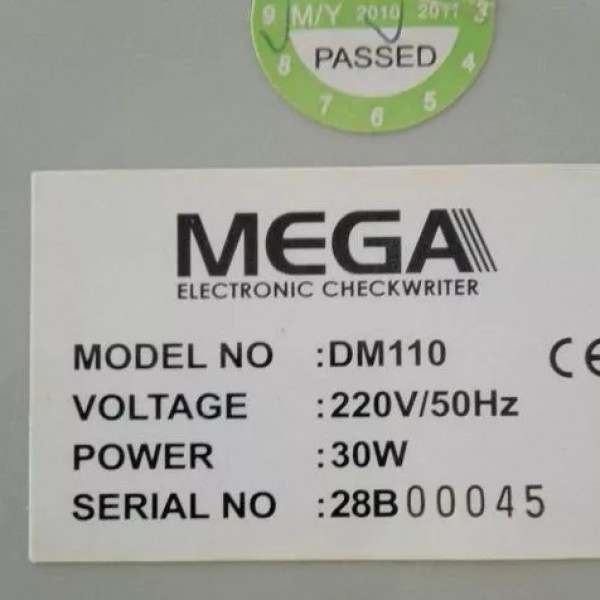 9 M/Y 2010 2011 3
PASSED
8 4
7 6 5
MEGA
ELECTRONIC CHECKWRITER
MODEL NO :DM110
CE
VOLTAGE :220V/50Hz
POWER :30W
SERIAL NO :28B00045